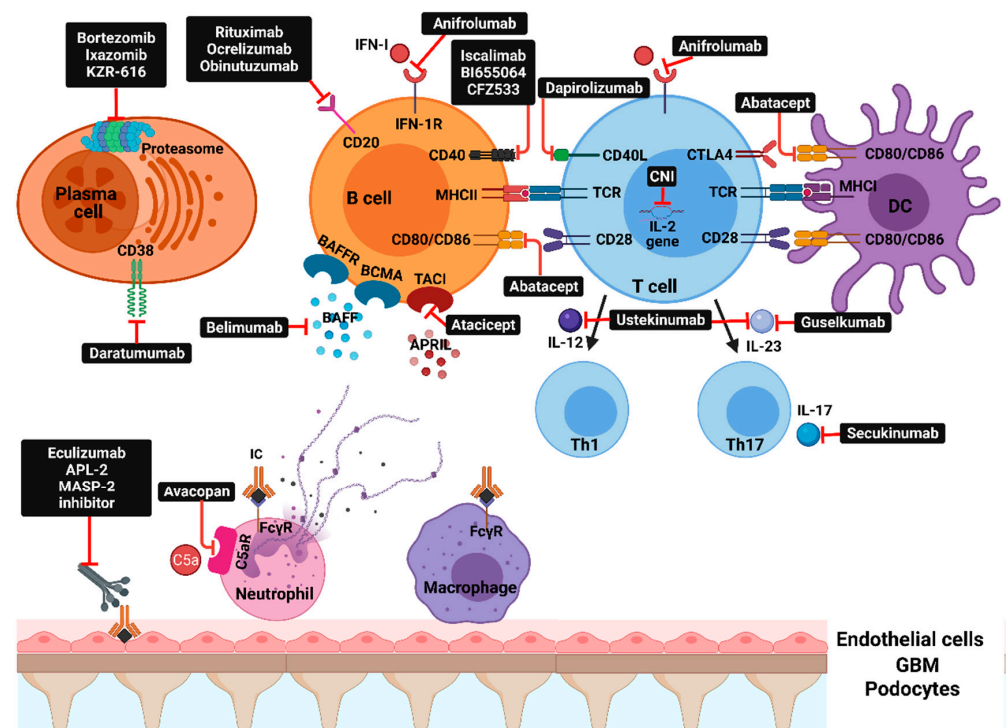 Bortezomib
Ixazomib
KZR-616
Proteasome
Plasma
cell
CD38
Daratumumab
Rituximab
Ocrelizumab
Obinutuzumab
CD20
IFN-I
Anifrolumab
IFN-1R
Iscalimab
BI655064
CFZ533
CD40
B cell
MHCII
CD80/CD86
BAFFR
BCMA
TACI
Belimumab
BAFF
APRIL
Atacicept
Abatacept
Dapirolizumab
CD40L
TCR
CD28
CNI
IL-2
gene
T cell
Anifrolumab
CTLA4
TCR
CD28
Abatacept
CD80/CD86
MHCI
DC
CD80/CD86
Ustekinumab
Guselkumab
IL-12
IL-23
Th1
Th17
IL-17
Secukinumab
Eculizumab
APL-2
MASP-2
inhibitor
Avacopan
C5a
C5aR
IC
FcγR
Neutrophil
FcγR
Macrophage
Endothelial cells
GBM
Podocytes